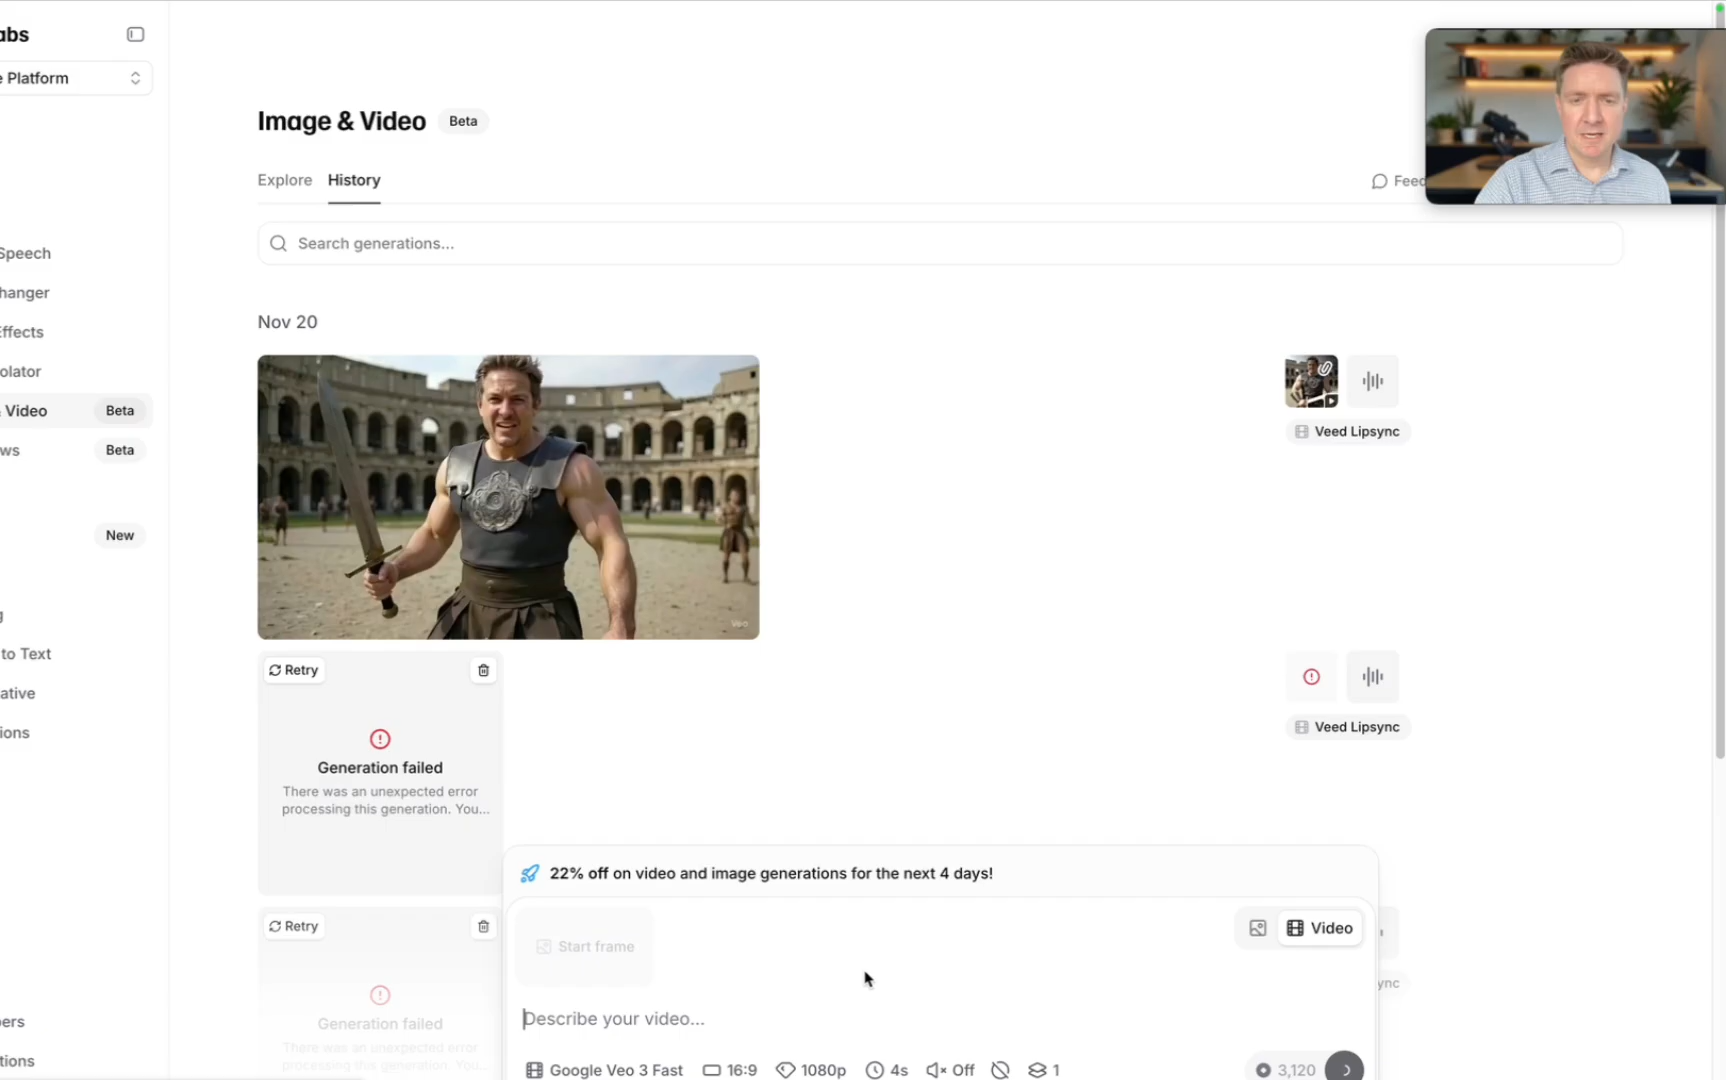 abs
e Platform
Speech
hanger
Effects
olator
Video
Beta
ws
Beta
New
g
to Text
ative
ions
ers
tions
Image & Video
Beta
Explore
History
Feed
Search generations...
Nov 20
Veo
Veed Lipsync
Retry
Generation failed
There was an unexpected error
processing this generation. You...
Veed Lipsync
22% off on video and image generations for the next 4 days!
Retry
Generation failed
There was an unexpected error
processing this generation. You...
Start frame
Video
ync
Describe your video...
Google Veo 3 Fast
16:9
1080p
4s
Off
1
3,120